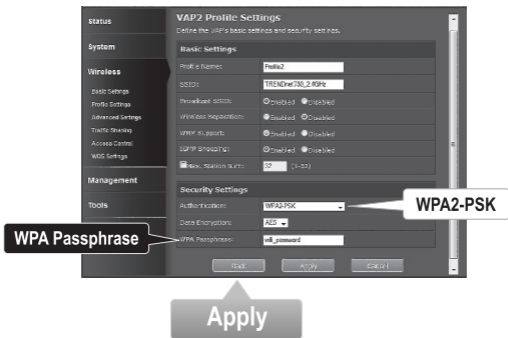 Status
VAP2 Profile Settings
Define the VAP's basic settings and security settings.
System
Basic Settings
Wireless
Profile Name: Profile2
SSID: TRENDnet730_2.4GHz
Basic Settings
Profile Settings
Broadcast SSID: Enabled Disabled
Advanced Settings
Wireless Separation: Enabled Disabled
Traffic Shaping
WMM Support: Enabled Disabled
Access Control
IGMP Snooping: Enabled Disabled
WDS Settings
Max. Station Num: 32 (1-32)
Management
Security Settings
Tools
Authentication: WPA2-PSK
WPA2-PSK
Data Encryption: AES
WPA Passphrase
WPA Passphrase: wifi_password
Back Apply Cancel
Apply